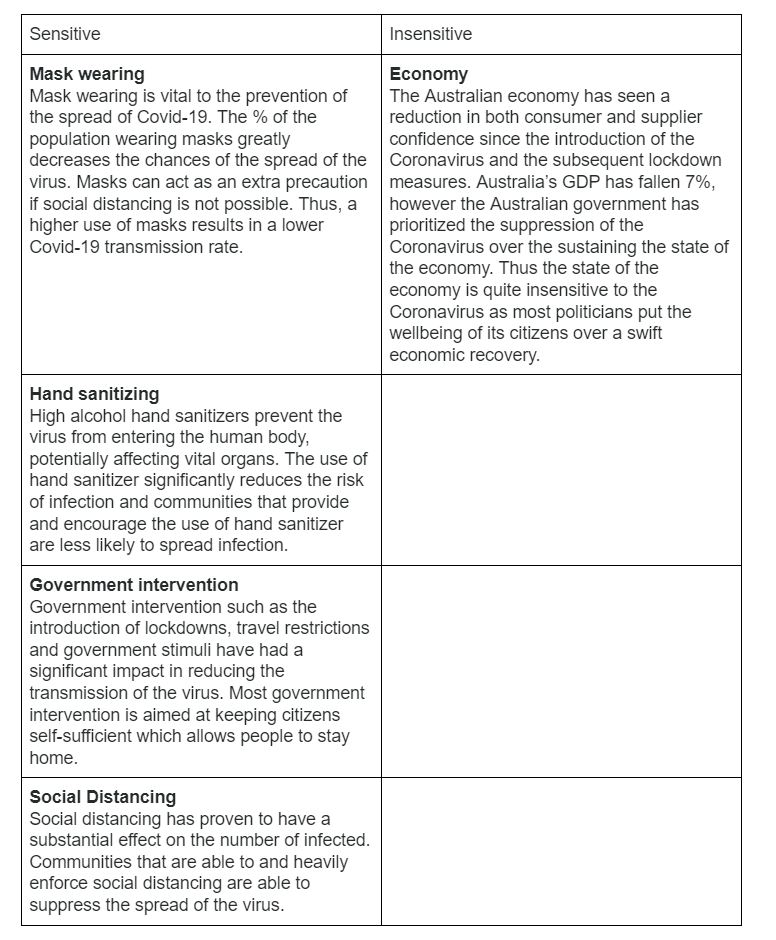 Sensitive
Insensitive
Mask wearing
Mask wearing is vital to the prevention of
the spread of Covid-19. The % of the
population wearing masks greatly
decreases the chances of the spread of the
virus. Masks can act as an extra precaution
if social distancing is not possible. Thus, a
higher use of masks results in a lower
Covid-19 transmission rate.
Economy
The Australian economy has seen a
reduction in both consumer and supplier
confidence since the introduction of the
Coronavirus and the subsequent lockdown
measures. Australia's GDP has fallen 7%,
however the Australian government has
prioritized the suppression of the
Coronavirus over the sustaining the state of
the economy. Thus the state of the
economy is quite insensitive to the
Coronavirus as most politicians put the
wellbeing of its citizens over a swift
economic recovery.
Hand sanitizing
High alcohol hand sanitizers prevent the
virus from entering the human body,
potentially affecting vital organs. The use of
hand sanitizer significantly reduces the risk
of infection and communities that provide
and encourage the use of hand sanitizer
are less likely to spread infection.
Government intervention
Government intervention such as the
introduction of lockdowns, travel restrictions
and government stimuli have had a
significant impact in reducing the
transmission of the virus. Most government
intervention is aimed at keeping citizens
self-sufficient which allows people to stay
home.
Social Distancing
Social distancing has proven to have a
substantial effect on the number of infected.
Communities that are able to and heavily
enforce social distancing are able to
suppress the spread of the virus.